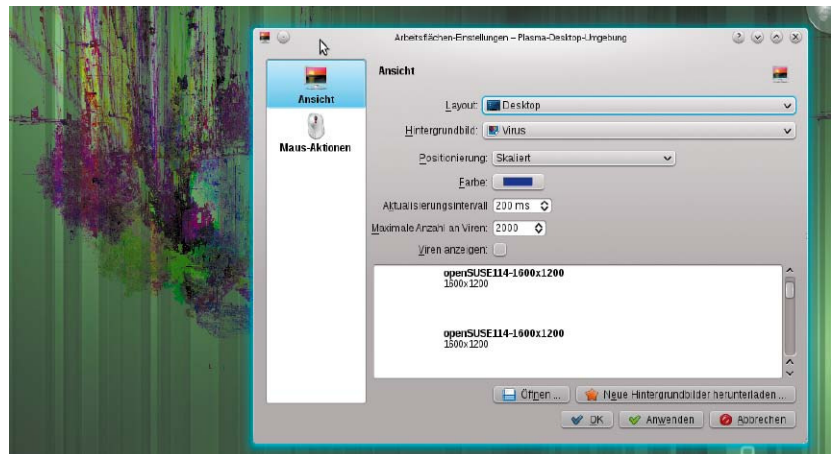 Arbeitsflächen-Einstellungen – Plasma-Desktop-Umgebung
Ansicht
Maus-Aktionen
Ansicht
Layout: Desktop
Hintergrundbild: Virus
Positionierung: Skaliert
Farbe:
Aktualisierungsintervall 200 ms
Maximale Anzahl an Viren: 2000
Viren anzeigen:
openSUSE114-1600x1200
1600x1200
openSUSE114-1600x1200
1600x1200
Öffnen ...
Neue Hintergrundbilder herunterladen ...
OK
Anwenden
Abbrechen